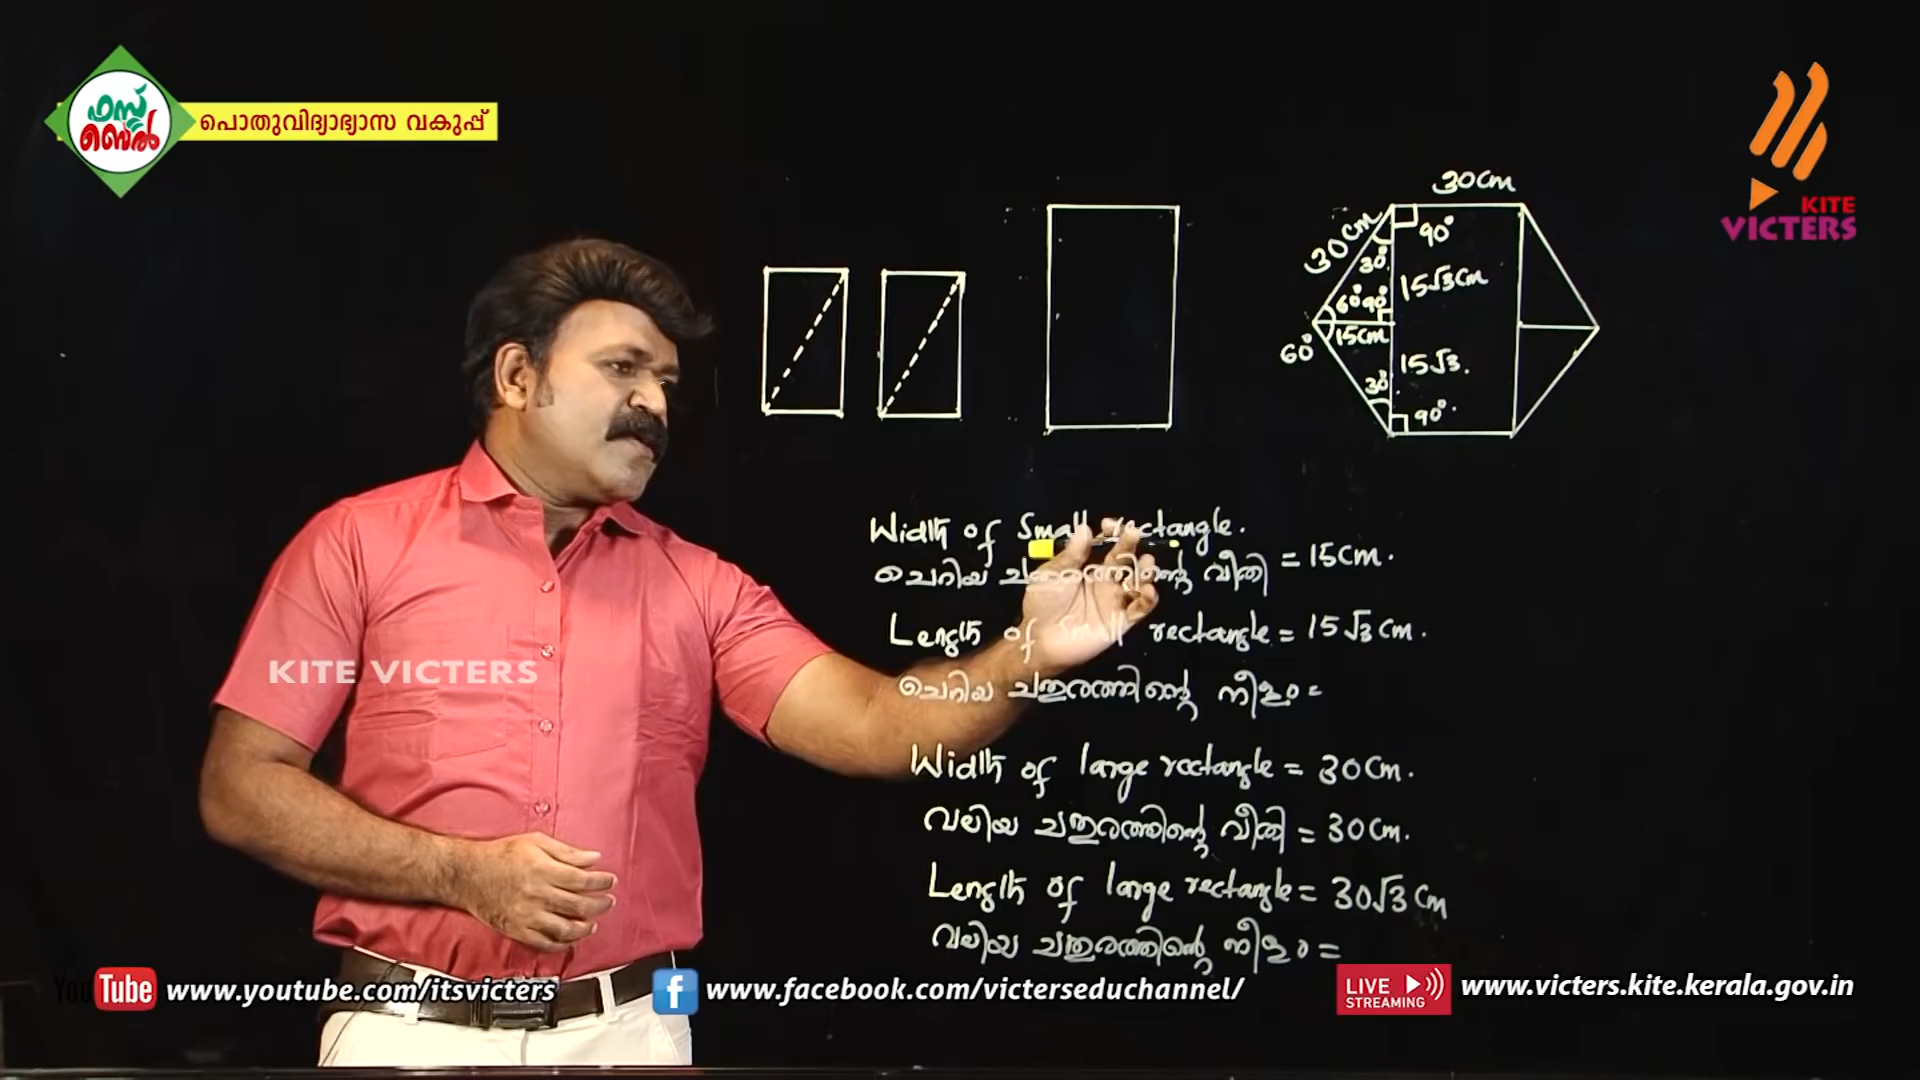 ഫസ്റ്റ്
ബെൽ
പൊതുവിദ്യാഭ്യാസ വകുപ്പ്
KITE
VICTERS
30cm
30cm
90°
30°
15√3cm
60° 90°
15cm
60°
15√3.
30°
90°.
Width of Small rectangle.
ചെറിയ ചതുരത്തിന്റെ വീതി = 15cm.
Length of Small rectangle = 15√3 cm.
ചെറിയ ചതുരത്തിന്റെ നീളം =
Width of large rectangle = 30cm.
വലിയ ചതുരത്തിന്റെ വീതി = 30cm.
Length of large rectangle = 30√3 cm
വലിയ ചതുരത്തിന്റെ നീളം =
KITE VICTERS
YouTube www.youtube.com/itsvicters
f www.facebook.com/victerseduchannel/
LIVE STREAMING www.victers.kite.kerala.gov.in